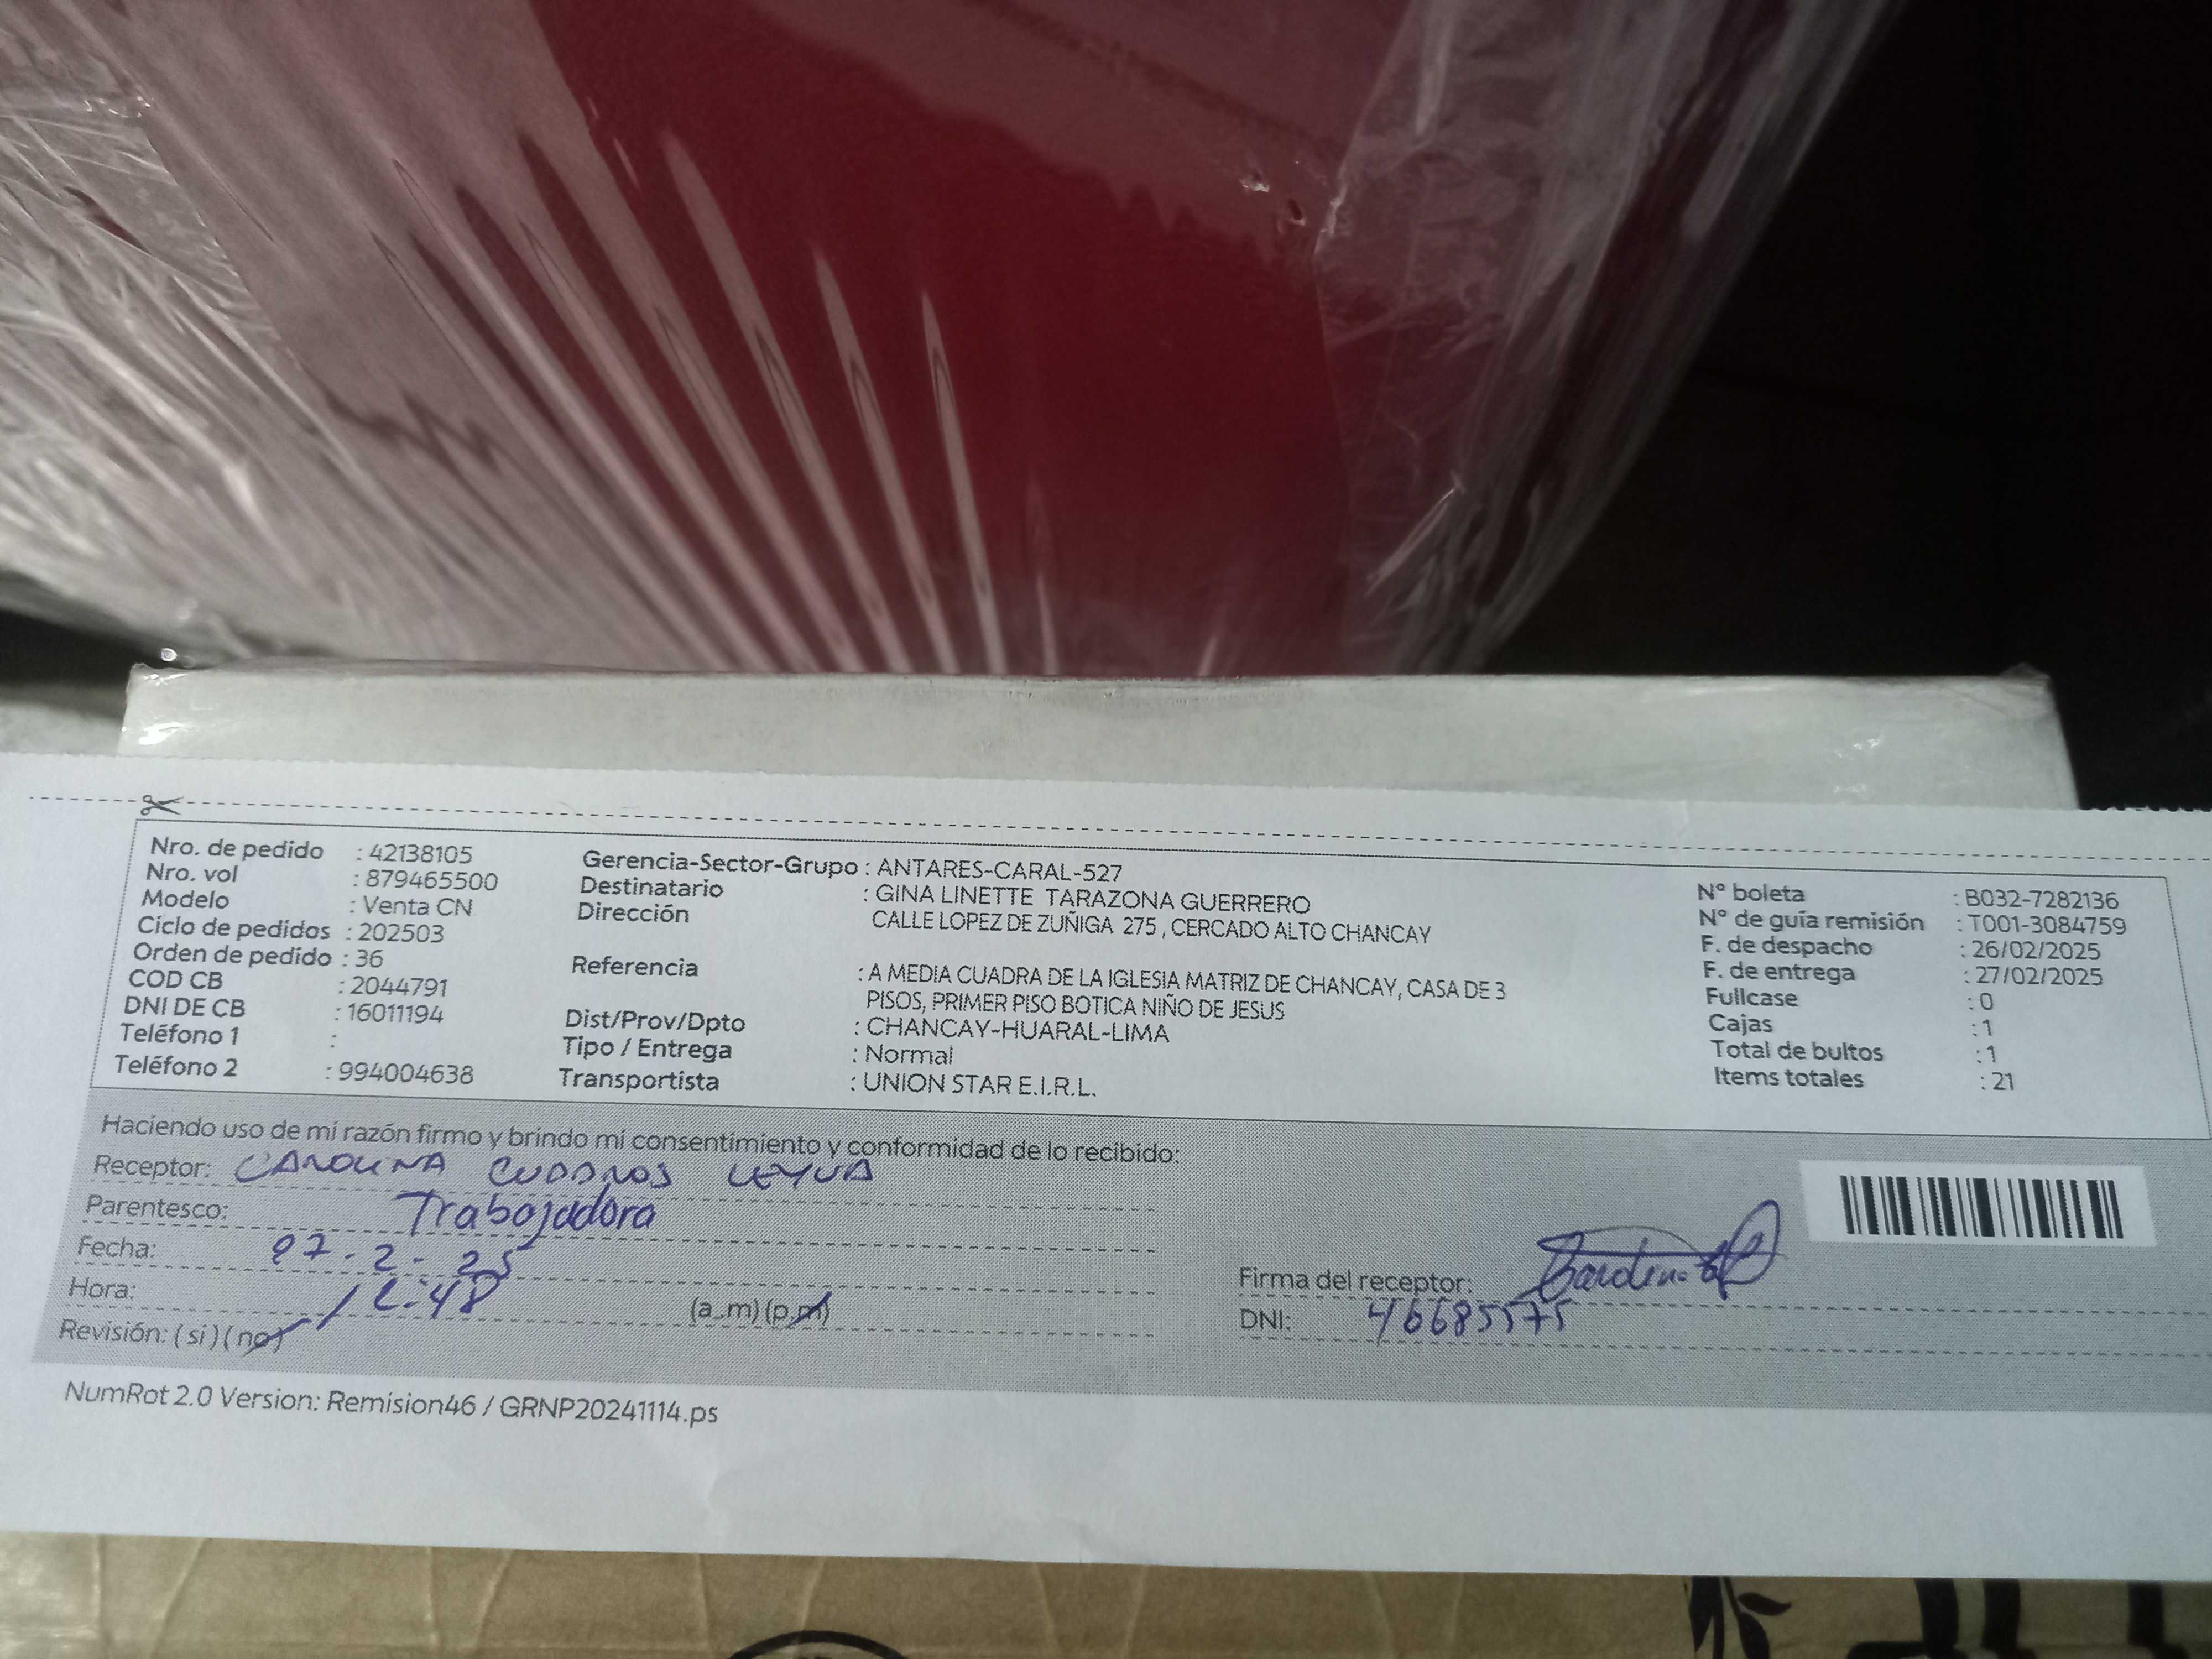 Nro. de pedido : 42138105
Nro. vol : 879465500
Modelo : Venta CN
Ciclo de pedidos : 202503
Orden de pedido : 36
COD CB : 2044791
DNI DE CB : 16011194
Teléfono 1 :
Teléfono 2 : 994004638
Gerencia-Sector-Grupo : ANTARES-CARAL-527
Destinatario : GINA LINETTE TARAZONA GUERRERO
Dirección CALLE LOPEZ DE ZUÑIGA 275 , CERCADO ALTO CHANCAY
Referencia : A MEDIA CUADRA DE LA IGLESIA MATRIZ DE CHANCAY, CASA DE 3
PISOS, PRIMER PISO BOTICA NIÑO DE JESUS
Dist/Prov/Dpto : CHANCAY-HUARAL-LIMA
Tipo / Entrega : Normal
Transportista : UNION STAR E.I.R.L.
N° boleta : B032-7282136
N° de guía remisión : T001-3084759
F. de despacho : 26/02/2025
F. de entrega : 27/02/2025
Fullcase : 0
Cajas : 1
Total de bultos : 1
Items totales : 21
Haciendo uso de mi razón firmo y brindo mi consentimiento y conformidad de lo recibido:
Receptor: CAROLINA CUADROS LEYVA
Parentesco: Trabajadora
Fecha: 27-2-25
Hora: 12:48 (a.m) (p.m)
Revisión: (si) (no)
Firma del receptor:
DNI: 46685575
NumRot 2.0 Version: Remision46 / GRNP20241114.ps